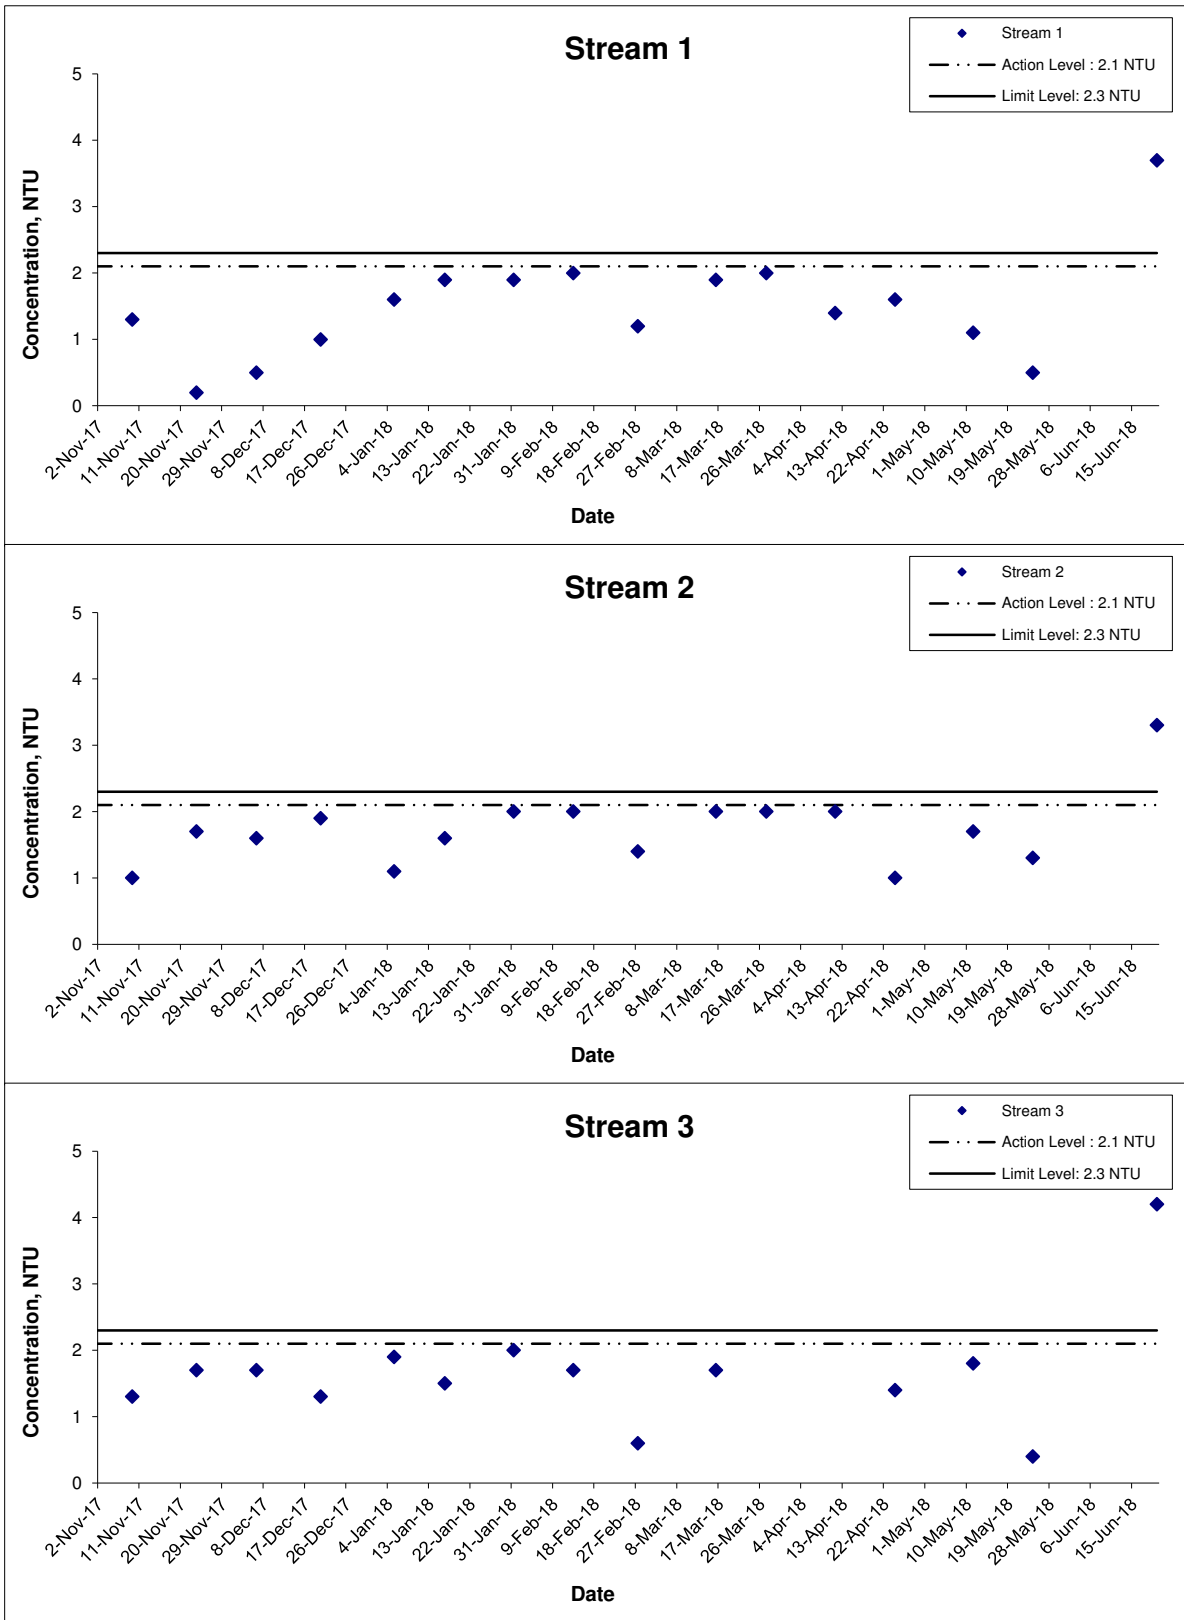 Stream 1
Stream 1
Action Level : 2.1 NTU
Limit Level: 2.3 NTU
Concentration, NTU
5
4
3
2
1
0
2-Nov-17
11-Nov-17
20-Nov-17
29-Nov-17
8-Dec-17
17-Dec-17
26-Dec-17
4-Jan-18
13-Jan-18
22-Jan-18
31-Jan-18
9-Feb-18
18-Feb-18
27-Feb-18
8-Mar-18
17-Mar-18
26-Mar-18
4-Apr-18
13-Apr-18
22-Apr-18
1-May-18
10-May-18
19-May-18
28-May-18
6-Jun-18
15-Jun-18
Date
Stream 2
Stream 2
Action Level : 2.1 NTU
Limit Level: 2.3 NTU
Concentration, NTU
5
4
3
2
1
0
2-Nov-17
11-Nov-17
20-Nov-17
29-Nov-17
8-Dec-17
17-Dec-17
26-Dec-17
4-Jan-18
13-Jan-18
22-Jan-18
31-Jan-18
9-Feb-18
18-Feb-18
27-Feb-18
8-Mar-18
17-Mar-18
26-Mar-18
4-Apr-18
13-Apr-18
22-Apr-18
1-May-18
10-May-18
19-May-18
28-May-18
6-Jun-18
15-Jun-18
Date
Stream 3
Stream 3
Action Level : 2.1 NTU
Limit Level: 2.3 NTU
Concentration, NTU
5
4
3
2
1
0
2-Nov-17
11-Nov-17
20-Nov-17
29-Nov-17
8-Dec-17
17-Dec-17
26-Dec-17
4-Jan-18
13-Jan-18
22-Jan-18
31-Jan-18
9-Feb-18
18-Feb-18
27-Feb-18
8-Mar-18
17-Mar-18
26-Mar-18
4-Apr-18
13-Apr-18
22-Apr-18
1-May-18
10-May-18
19-May-18
28-May-18
6-Jun-18
15-Jun-18
Date